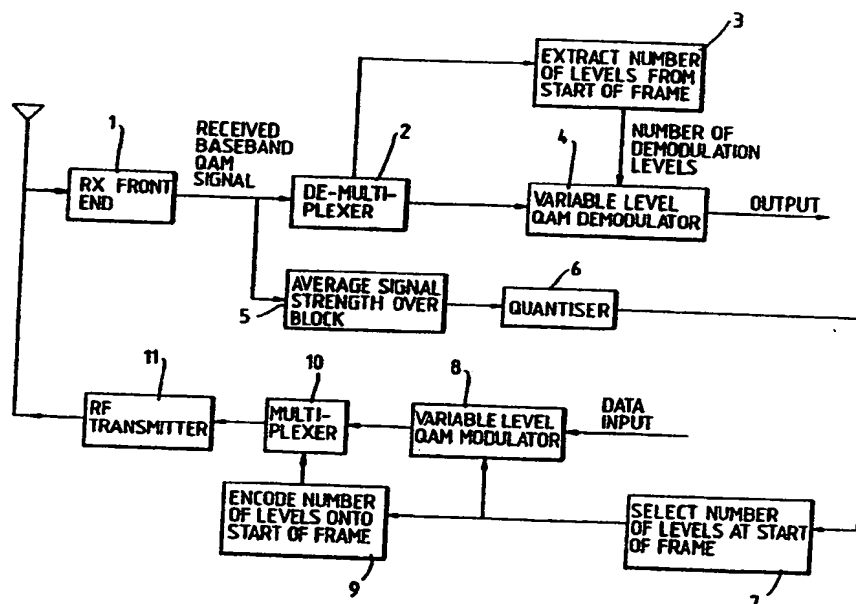 3
EXTRACT NUMBER
OF LEVELS FROM
START OF FRAME
1
RECEIVED
BASEBAND
QAM
SIGNAL
2
NUMBER OF
DEMODULATION
LEVELS
4
RX FRONT
END
DE-MULTI-
PLEXER
VARIABLE LEVEL
QAM DEMODULATOR
OUTPUT
5
AVERAGE SIGNAL
STRENGTH OVER
BLOCK
6
QUANTISER
11
RF
TRANSMITTER
10
MULTI-
PLEXER
8
VARIABLE LEVEL
QAM MODULATOR
DATA
INPUT
ENCODE NUMBER
OF LEVELS ONTO
START OF FRAME
9
SELECT NUMBER
OF LEVELS AT START
OF FRAME
7